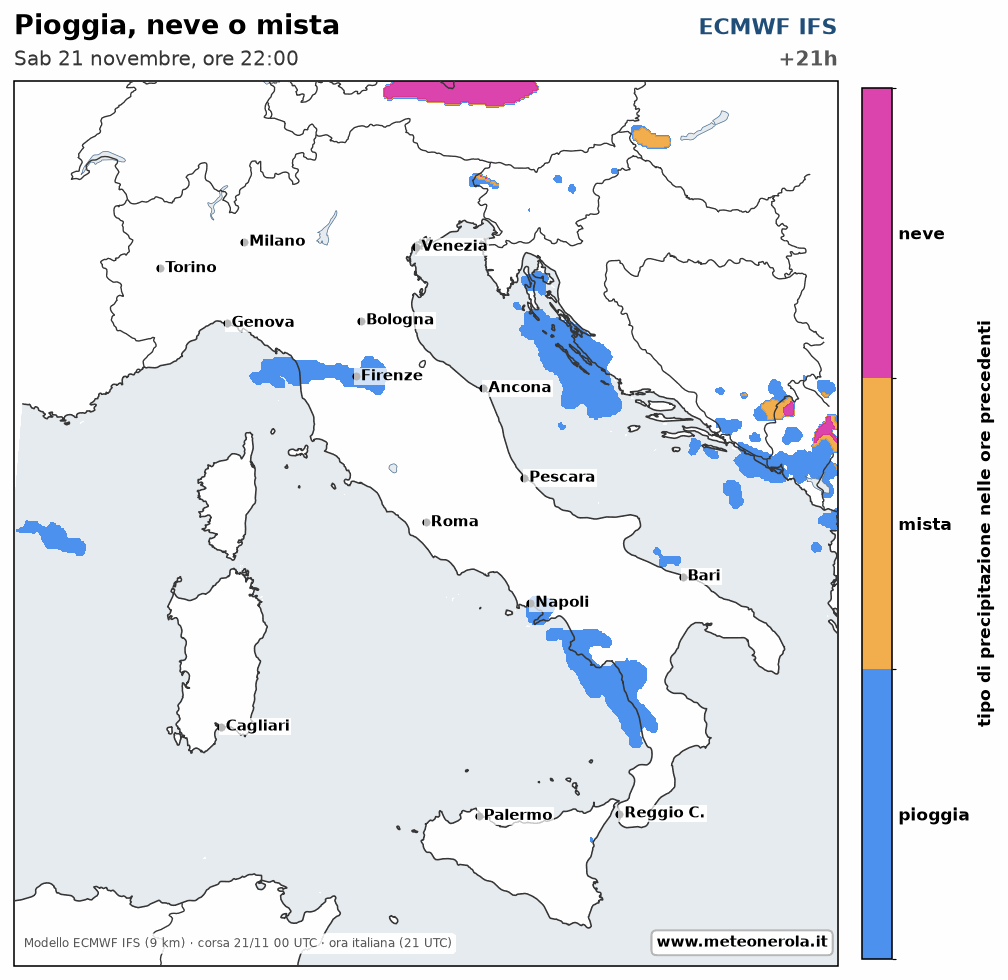 Pioggia, neve o mista
ECMWF IFS
Sab 21 novembre, ore 22:00
+21h
neve
Milano
Venezia
Torino
Genova
Bologna
Firenze
Ancona
Pescara
mista
Roma
Bari
Napoli
Cagliari
Palermo
Reggio C.
pioggia
tipo di precipitazione nelle ore precedenti
Modello ECMWF IFS (9 km) · corsa 21/11 00 UTC · ora italiana (21 UTC)
www.meteonerola.it